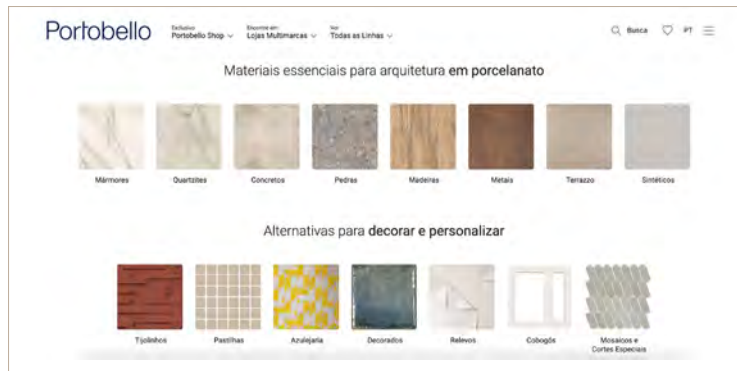 Portobello
Exclusivo
Portobello Shop
Encontre em
Lojas Multimarcas
Ver
Todas as Linhas
Busca
PT
Materiais essenciais para arquitetura em porcelanato
Mármores
Quartzites
Concretos
Pedras
Madeiras
Metais
Terrazzo
Sintéticos
Alternativas para decorar e personalizar
Tijolinhos
Pastilhas
Azulejaria
Decorados
Relevos
Cobogós
Mosaicos e
Cortes Especiais